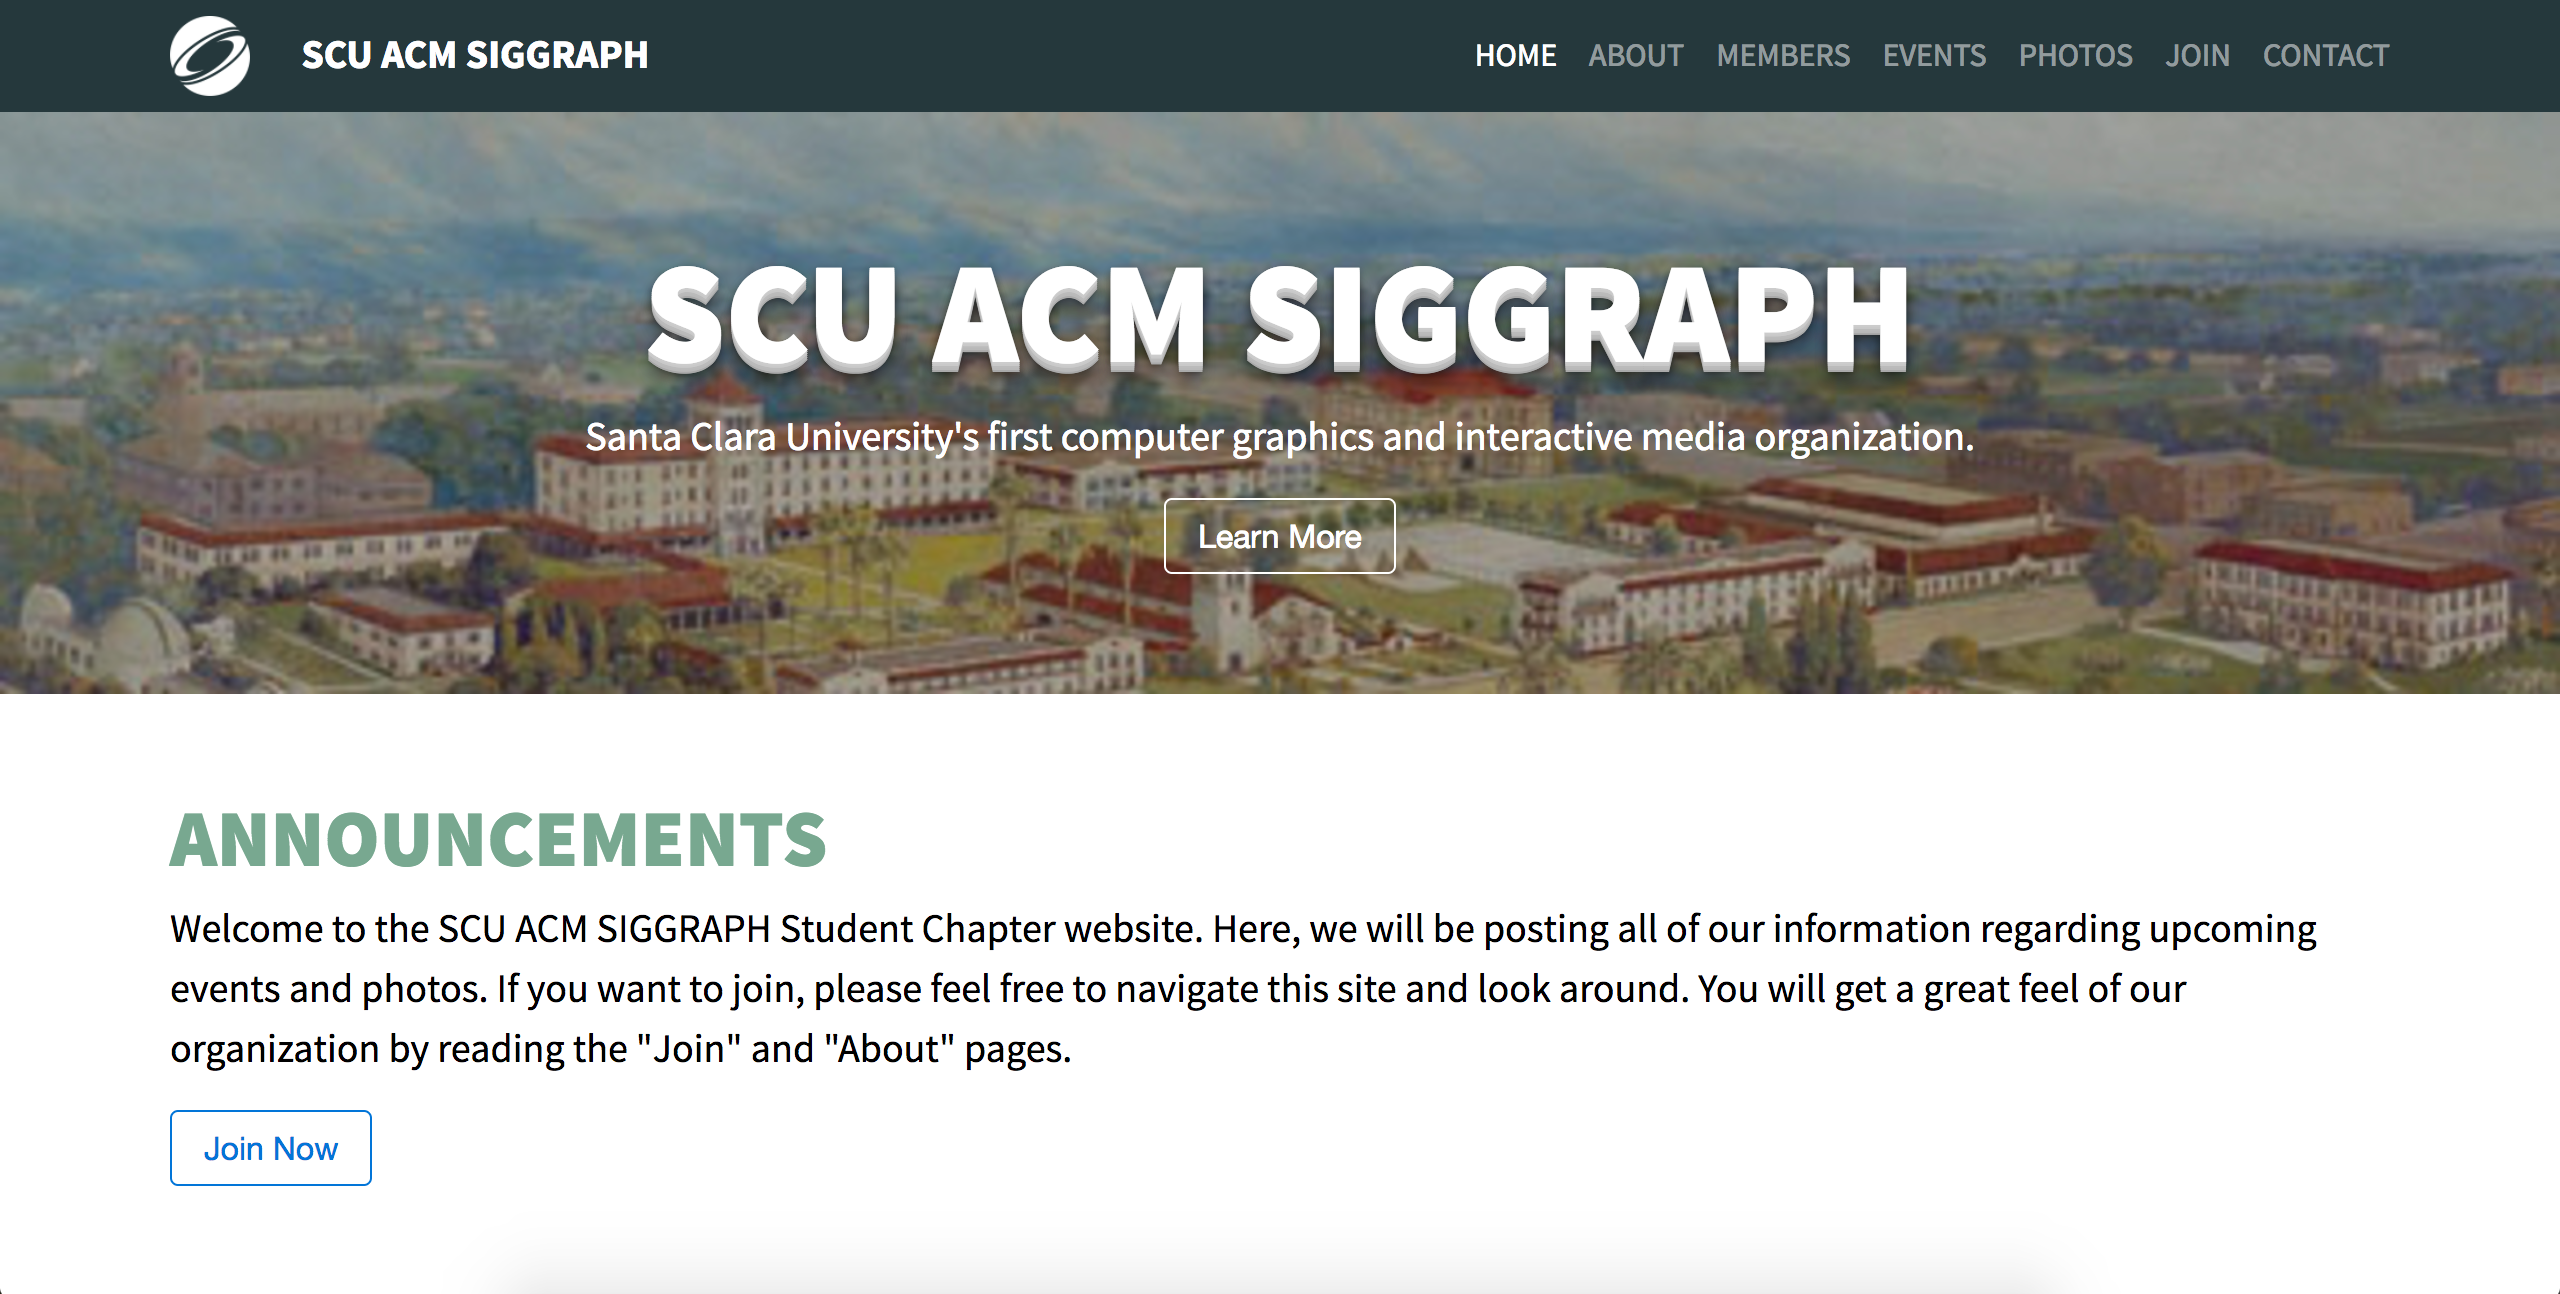 SCU ACM SIGGRAPH
HOME ABOUT MEMBERS EVENTS PHOTOS JOIN CONTACT
SCU ACM SIGGRAPH
Santa Clara University's first computer graphics and interactive media organization.
Learn More
ANNOUNCEMENTS
Welcome to the SCU ACM SIGGRAPH Student Chapter website. Here, we will be posting all of our information regarding upcoming
events and photos. If you want to join, please feel free to navigate this site and look around. You will get a great feel of our
organization by reading the "Join" and "About" pages.
Join Now